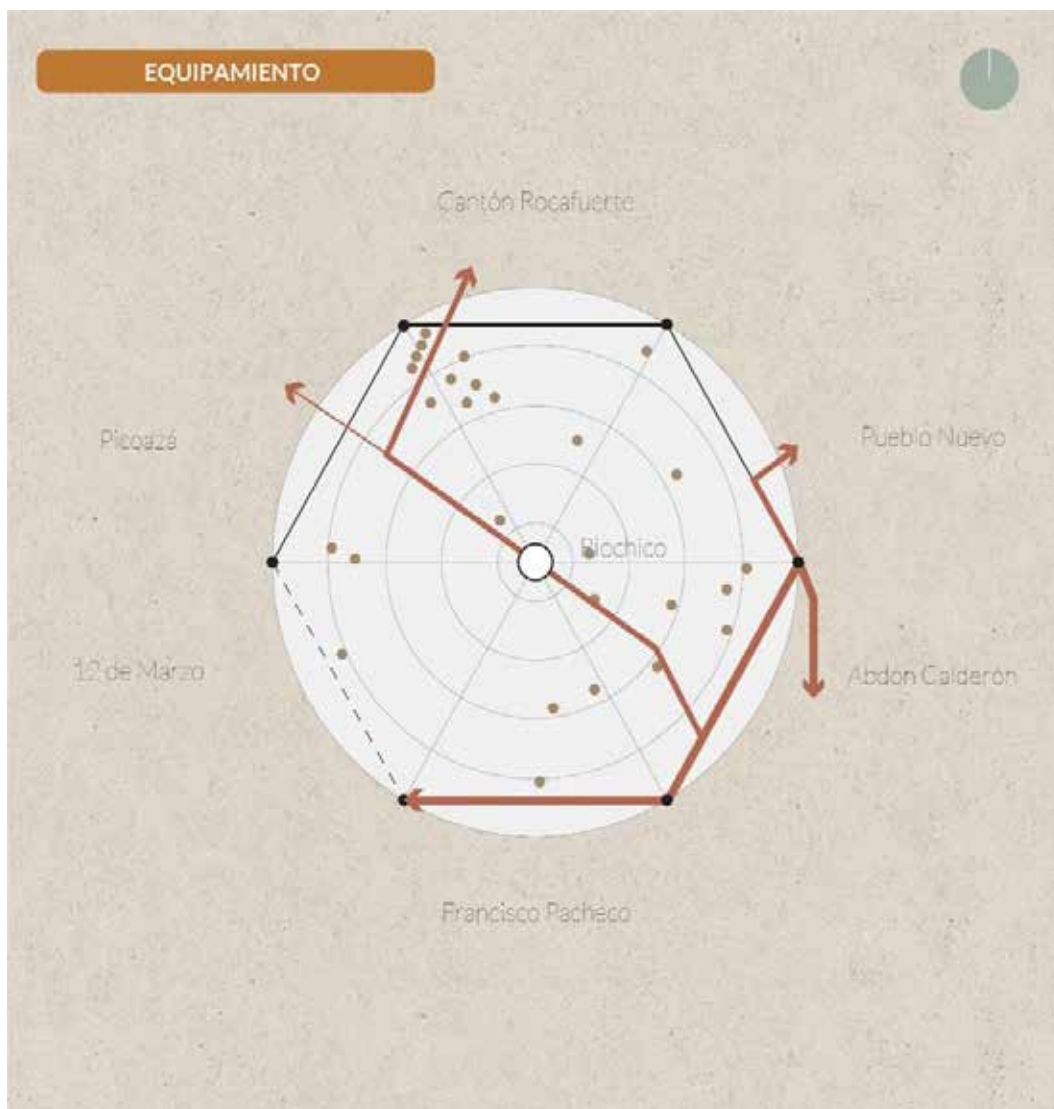 EQUIPAMIENTO
Cantón Rocafuerte
Picoazá
Pueblo Nuevo
Riochico
12 de Marzo
Abdón Calderón
Francisco Pacheco